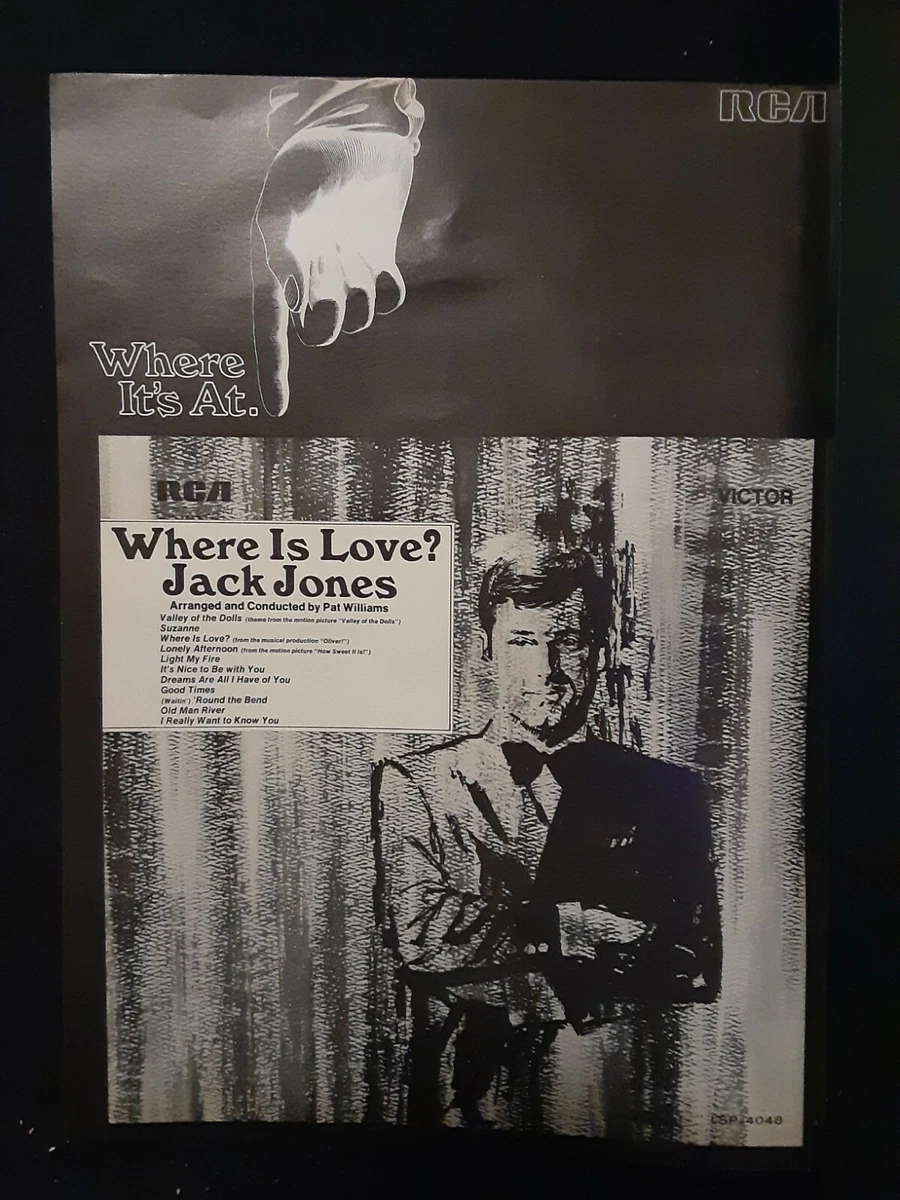 RCA
Where
It's At.
RCA
VICTOR
Where Is Love?
Jack Jones
Arranged and Conducted by Pat Williams
Valley of the Dolls (theme from the motion picture "Valley of the Dolls")
Suzanne
Where Is Love? (from the musical production "Oliver!")
Lonely Afternoon (from the motion picture "How Sweet It Is!")
Light My Fire
It's Nice to Be with You
Dreams Are All I Have of You
Good Times
(Waitin') 'Round the Bend
Old Man River
I Really Want to Know You
LSP-4048